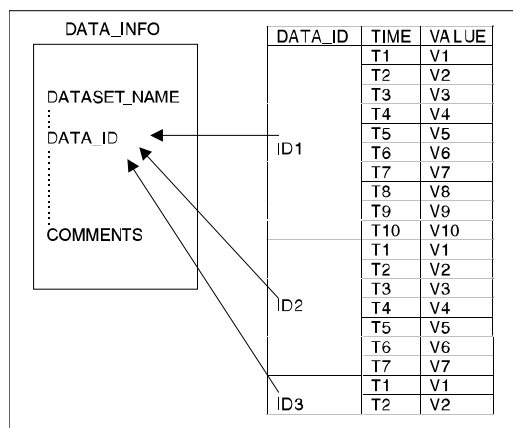 DATA_INFO
DATASET_NAME
DATA_ID
COMMENTS
DATA_ID TIME VALUE
ID1
T1 V1
T2 V2
T3 V3
T4 V4
T5 V5
T6 V6
T7 V7
T8 V8
T9 V9
T10 V10
ID2
T1 V1
T2 V2
T3 V3
T4 V4
T5 V5
T6 V6
T7 V7
ID3
T1 V1
T2 V2